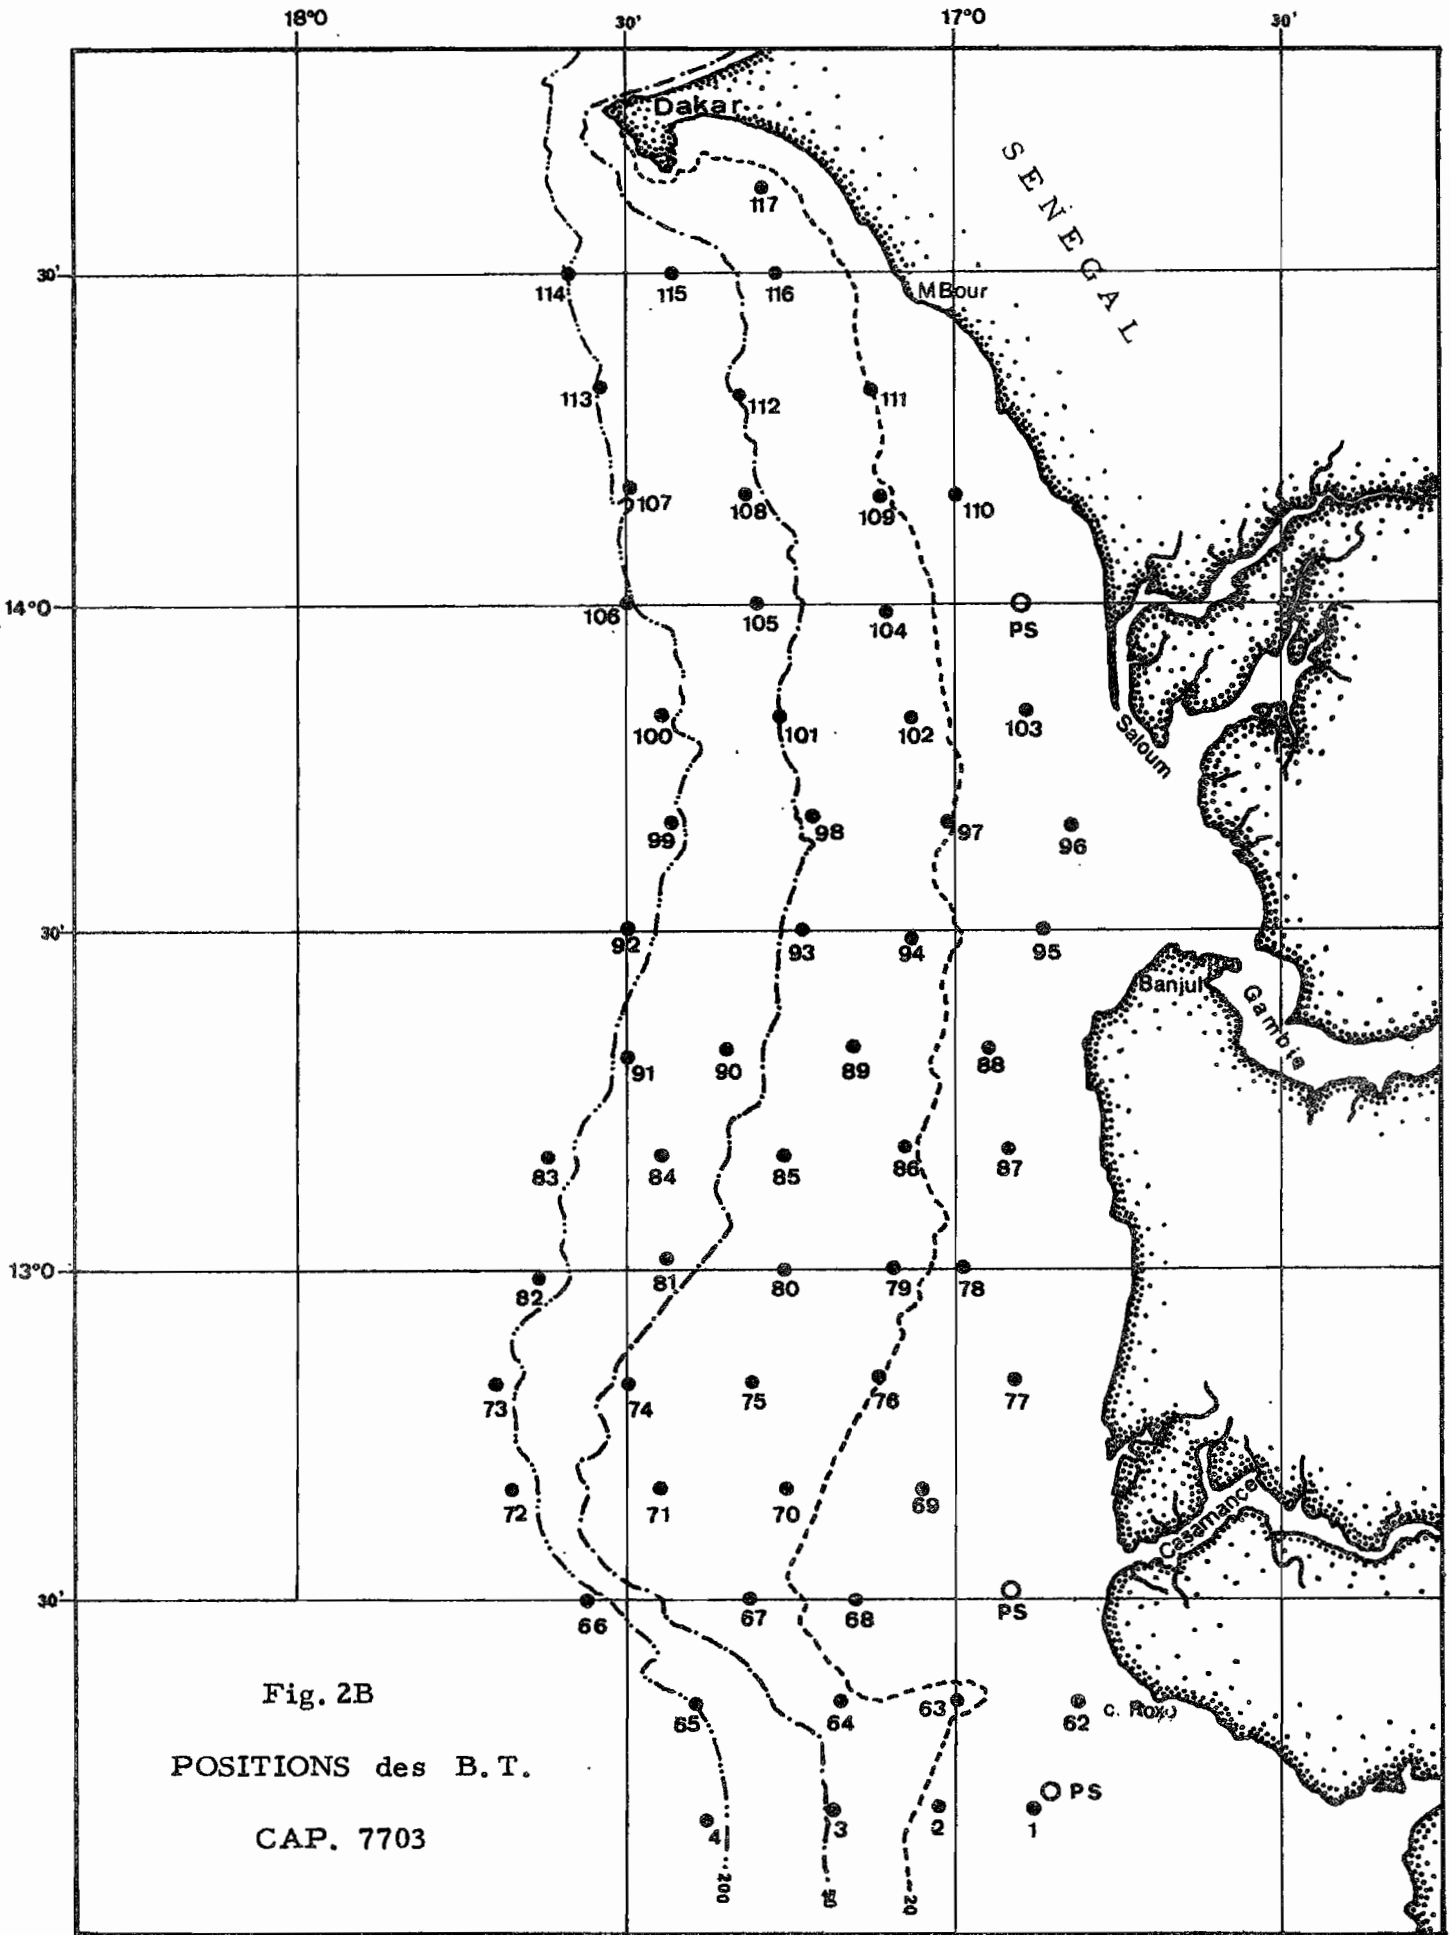 18°0 30' 17°0 30'
Dakar
SENEGAL
117
30'
114 115 116
MBour
113 112 111
107 108 109 110
14°0
106 105 104 PS
100 101 102 103
Saloum
99 98 97 96
30'
92 93 94 95
Banjul
Gambia
91 90 89 88
83 84 85 86 87
13°0
82 81 80 79 78
73 74 75 76 77
72 71 70 69
Casamance
30'
66 67 68 PS
Fig. 2B
65 64 63 62 c. Roxo
POSITIONS des B.T.
PS
4 3 2 1
CAP. 7703
200 20